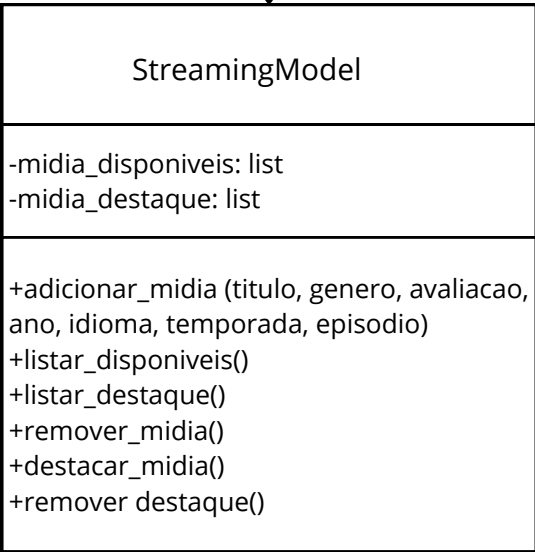 StreamingModel
-midia_disponiveis: list
-midia_destaque: list
+adicionar_midia (titulo, genero, avaliacao,
ano, idioma, temporada, episodio)
+listar_disponiveis()
+listar_destaque()
+remover_midia()
+destacar_midia()
+remover destaque()